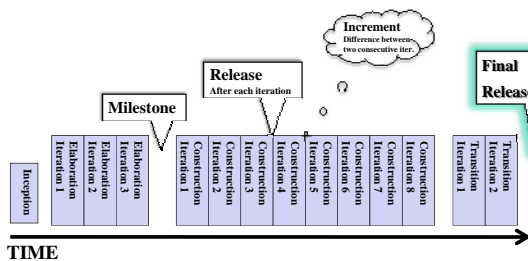 Increment
Difference between
two consecutive iter.
Release
After each iteration
Final
Release
Milestone
Inception
Elaboration
Iteration 1
Elaboration
Iteration 2
Elaboration
Iteration 3
Construction
Iteration 1
Construction
Iteration 2
Construction
Iteration 3
Construction
Iteration 4
Construction
Iteration 5
Construction
Iteration 6
Construction
Iteration 7
Construction
Iteration 8
Transition
Iteration 1
Transition
Iteration 2
TIME